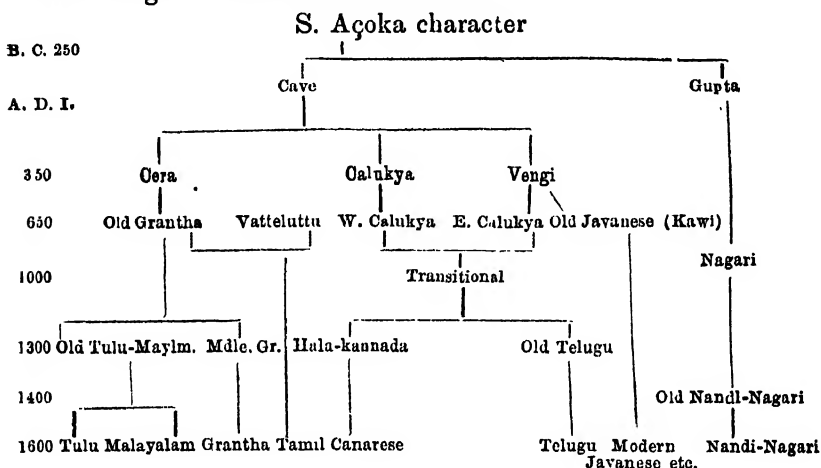 S. Açoka character
B. C. 250
Cave Gupta
A. D. I.
350 Cera Calukya Vengi
650 Old Grantha Vatteluttu W. Calukya E. Calukya Old Javanese (Kawi)
Nagari
1000 Transitional
1300 Old Tulu-Maylm. Mdle. Gr. Hala-kannada Old Telugu
1400 Old Nandi-Nagari
1600 Tulu Malayalam Grantha Tamil Canarese Telugu Modern Nandi-Nagari
Javanese etc.